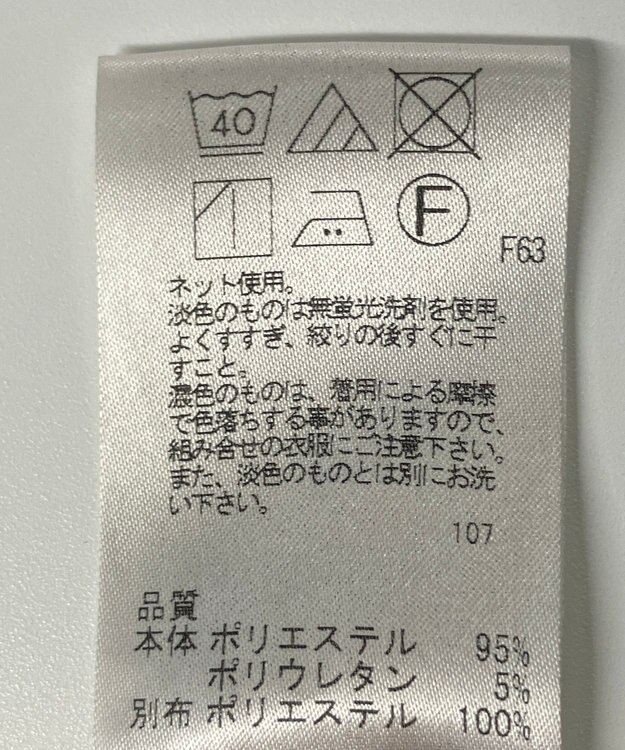 40
F
F63
ネット使用。
淡色のものは無蛍光洗剤を使用。
よくすすぎ、絞りの後すぐに干
すこと。
濃色のものは、着用による摩擦
で色落ちする事がありますので、
組み合せの衣服にご注意下さい。
また、淡色のものとは別にお洗
い下さい。
107
品質
本体 ポリエステル 95%
ポリウレタン 5%
別布 ポリエステル 100%